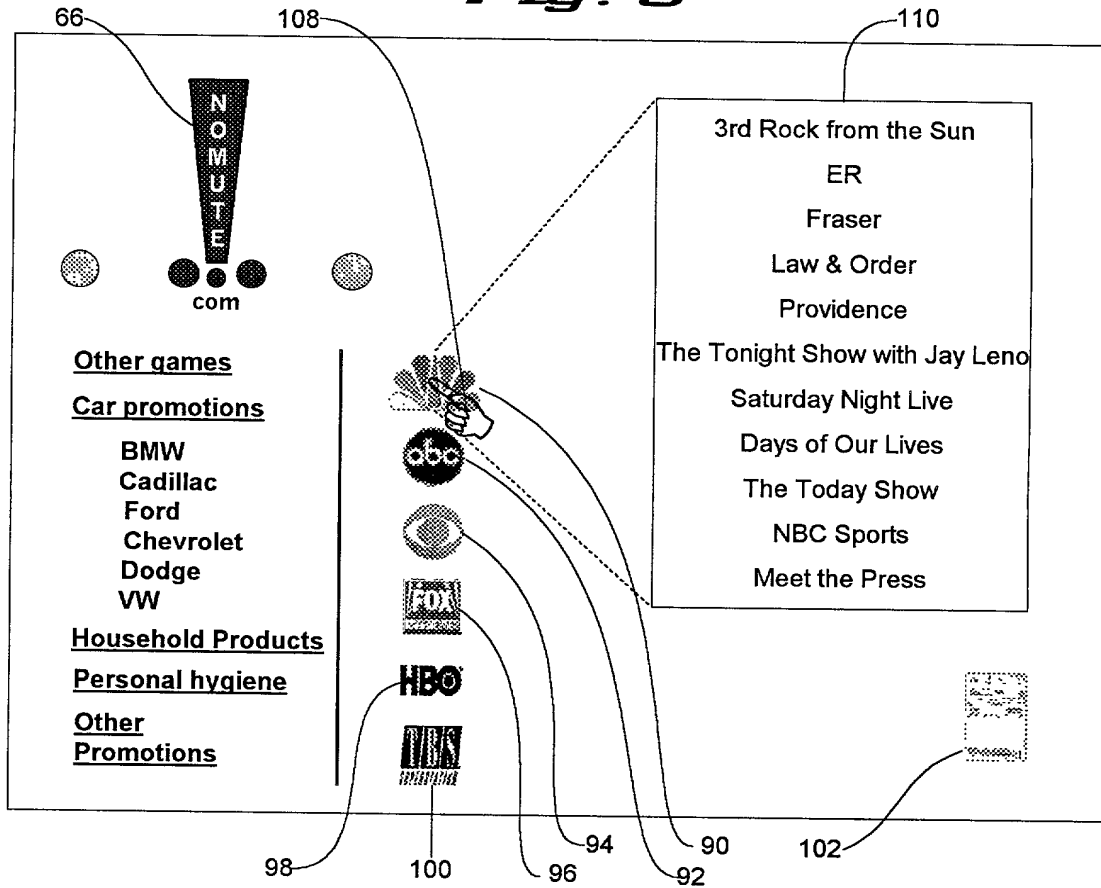 66
108
110
N
O
M
U
T
E
com
Other games
Car promotions
BMW
Cadillac
Ford
Chevrolet
Dodge
VW
Household Products
Personal hygiene
Other
Promotions
abc
FOX
HBO
TBS
3rd Rock from the Sun
ER
Fraser
Law & Order
Providence
The Tonight Show with Jay Leno
Saturday Night Live
Days of Our Lives
The Today Show
NBC Sports
Meet the Press
98
100
94
96
90
92
102